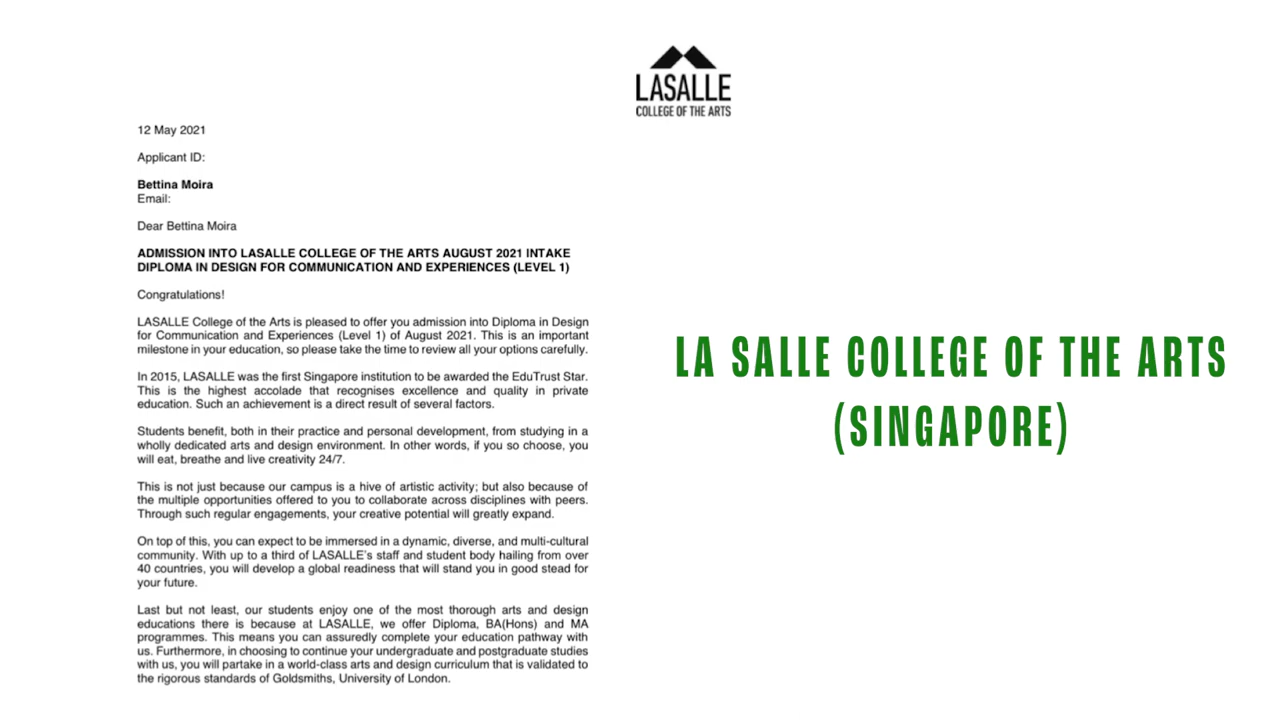 LASALLE
COLLEGE OF THE ARTS
12 May 2021
Applicant ID:
Bettina Moira
Email:
Dear Bettina Moira
ADMISSION INTO LASALLE COLLEGE OF THE ARTS AUGUST 2021 INTAKE
DIPLOMA IN DESIGN FOR COMMUNICATION AND EXPERIENCES (LEVEL 1)
Congratulations!
LASALLE College of the Arts is pleased to offer you admission into Diploma in Design
for Communication and Experiences (Level 1) of August 2021. This is an important
milestone in your education, so please take the time to review all your options carefully.
In 2015, LASALLE was the first Singapore institution to be awarded the EduTrust Star.
This is the highest accolade that recognises excellence and quality in private
education. Such an achievement is a direct result of several factors.
Students benefit, both in their practice and personal development, from studying in a
wholly dedicated arts and design environment. In other words, if you so choose, you
will eat, breathe and live creativity 24/7.
This is not just because our campus is a hive of artistic activity; but also because of
the multiple opportunities offered to you to collaborate across disciplines with peers.
Through such regular engagements, your creative potential will greatly expand.
On top of this, you can expect to be immersed in a dynamic, diverse, and multi-cultural
community. With up to a third of LASALLE's staff and student body hailing from over
40 countries, you will develop a global readiness that will stand you in good stead for
your future.
Last but not least, our students enjoy one of the most thorough arts and design
educations there is because at LASALLE, we offer Diploma, BA(Hons) and MA
programmes. This means you can assuredly complete your education pathway with
us. Furthermore, in choosing to continue your undergraduate and postgraduate studies
with us, you will partake in a world-class arts and design curriculum that is validated to
the rigorous standards of Goldsmiths, University of London.
LA SALLE COLLEGE OF THE ARTS
(SINGAPORE)